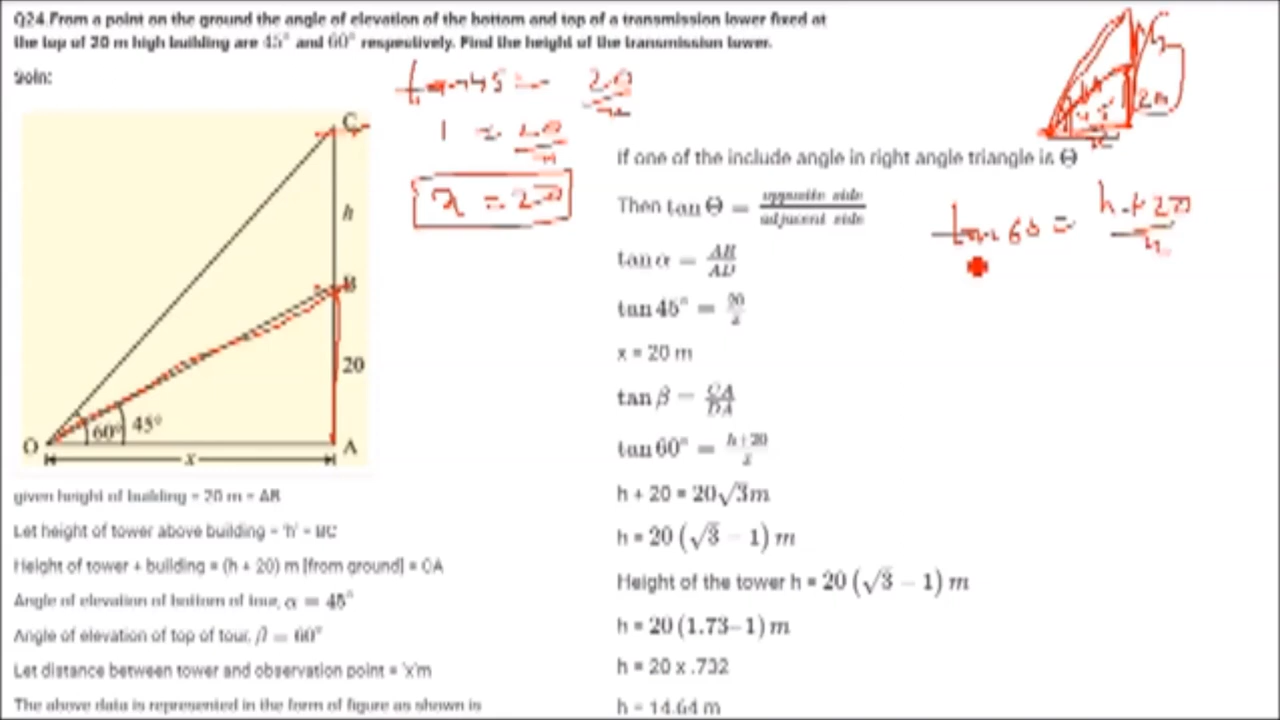 Q24 From a point on the ground the angle of elevation of the bottom and top of a transmission lower fixed at
the top of 20 m high building are 45° and 60° respectively. Find the height of the transmission lower.
Soln:
C
h
B
20
O
60°
45°
A
x
given height of building = 20 m = AB
Let height of tower above building = 'h' = BC
Height of tower + building = (h + 20) m [from ground] = CA
Angle of elevation of bottom of tour, α = 45°
Angle of elevation of top of tour, β = 60°
Let distance between tower and observation point = 'x'm
The above data is represented in the form of figure as shown is
tan 45 = 20/x
1 = 20/x
x = 20
If one of the include angle in right angle triangle is Θ
Then tan Θ = opposite side / adjacent side
tan α = AB/AD
tan 45° = 20/x
x = 20 m
tan β = CA/DA
tan 60° = h+20/x
h + 20 = 20√3m
h = 20 (√3 − 1) m
Height of the tower h = 20 (√3 − 1) m
h = 20 (1.73−1) m
h = 20 x .732
h = 14.64 m
h
20
x
tan 60 = h + 20/x